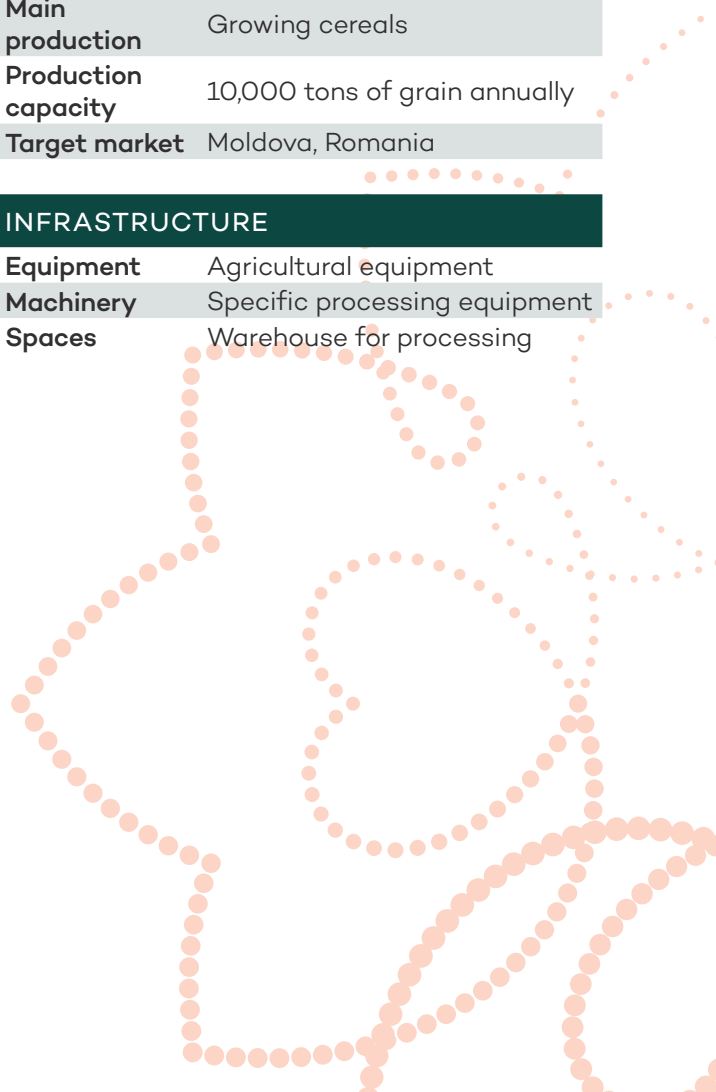 Main
production Growing cereals
Production
capacity 10,000 tons of grain annually
Target market Moldova, Romania
INFRASTRUCTURE
Equipment Agricultural equipment
Machinery Specific processing equipment
Spaces Warehouse for processing